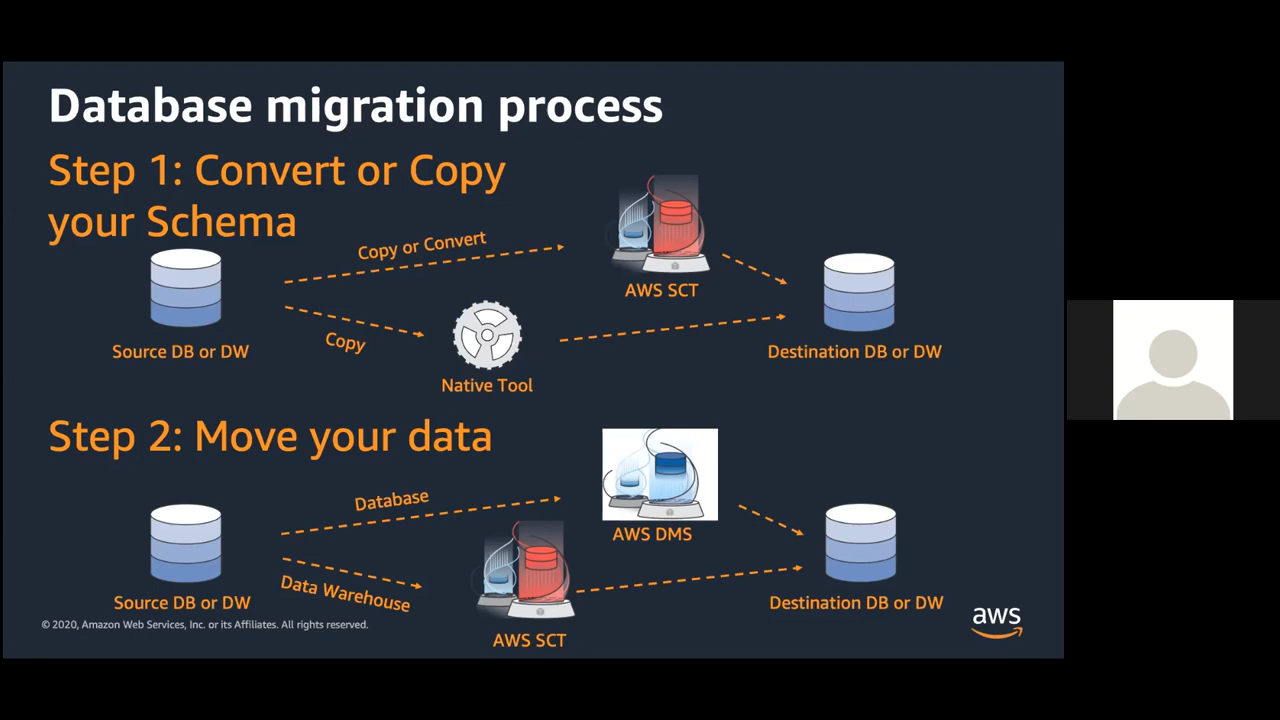 Database migration process
Step 1: Convert or Copy
your Schema
Copy or Convert
AWS SCT
Copy
Native Tool
Source DB or DW
Destination DB or DW
Step 2: Move your data
Database
AWS DMS
Data Warehouse
AWS SCT
Source DB or DW
Destination DB or DW
© 2020, Amazon Web Services, Inc. or its Affiliates. All rights reserved.
aws